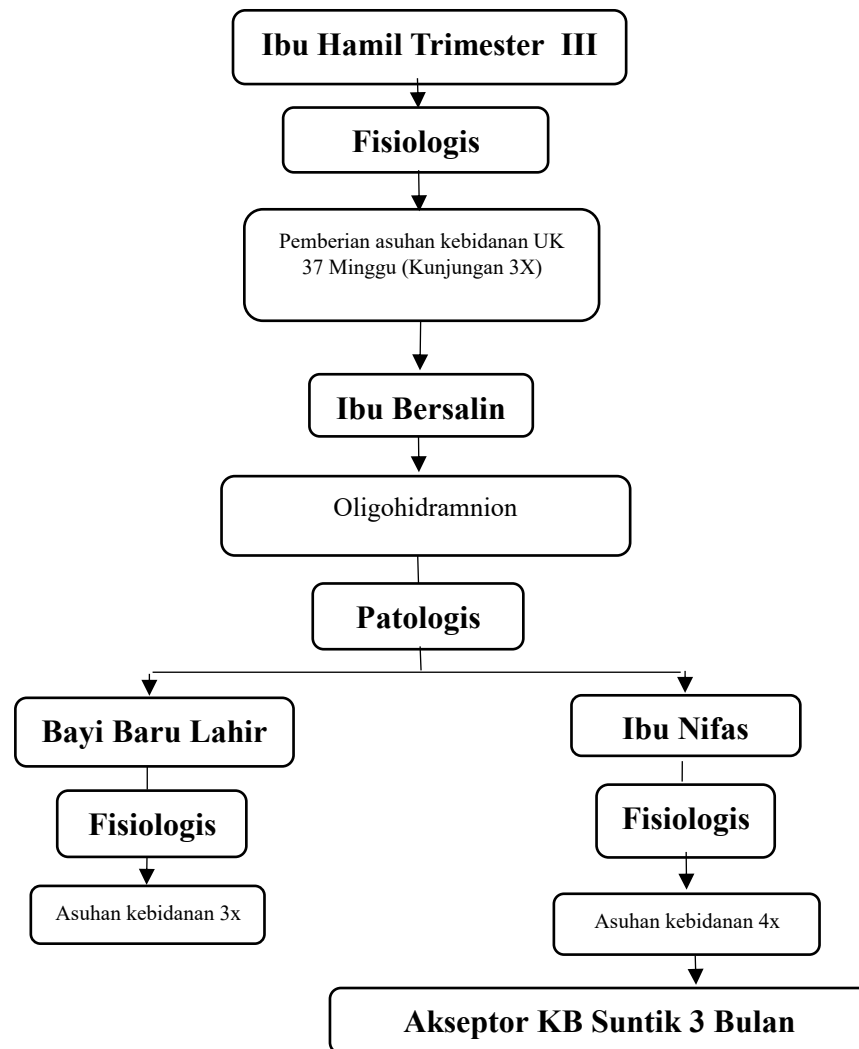 Ibu Hamil Trimester III
Fisiologis
Pemberian asuhan kebidanan UK
37 Minggu (Kunjungan 3X)
Ibu Bersalin
Oligohidramnion
Patologis
Bayi Baru Lahir
Ibu Nifas
Fisiologis
Fisiologis
Asuhan kebidanan 3x
Asuhan kebidanan 4x
Akseptor KB Suntik 3 Bulan